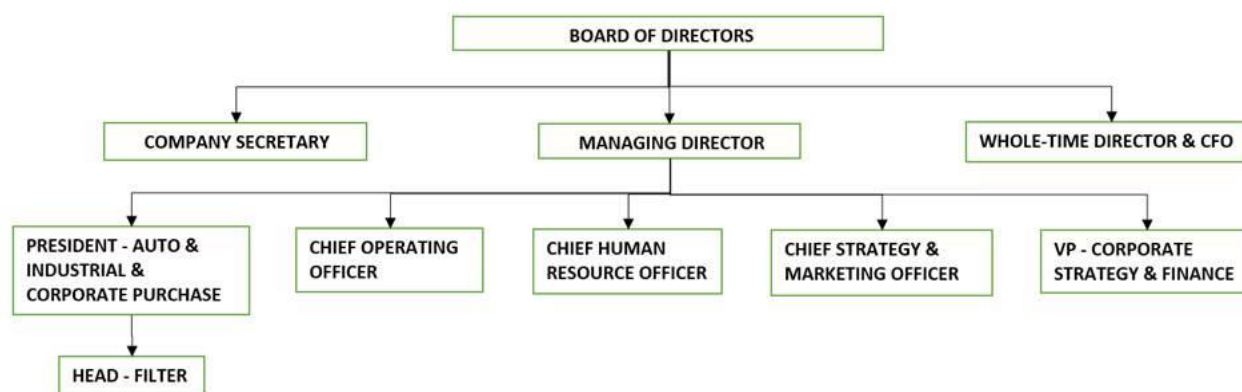 BOARD OF DIRECTORS
COMPANY SECRETARY
MANAGING DIRECTOR
WHOLE-TIME DIRECTOR & CFO
PRESIDENT - AUTO &
INDUSTRIAL &
CORPORATE PURCHASE
CHIEF OPERATING
OFFICER
CHIEF HUMAN
RESOURCE OFFICER
CHIEF STRATEGY &
MARKETING OFFICER
VP - CORPORATE
STRATEGY & FINANCE
HEAD - FILTER